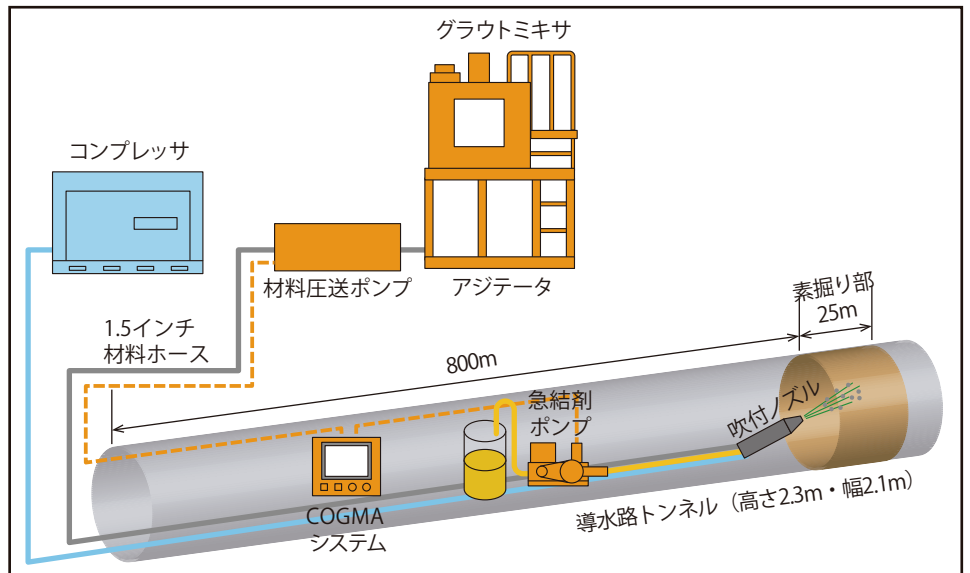 グラウトミキサ
コンプレッサ
材料圧送ポンプ
アジテータ
素掘り部
25m
1.5インチ
材料ホース
800m
急結剤
ポンプ
吹付ノズル
COGMA
システム
導水路トンネル（高さ2.3m・幅2.1m）